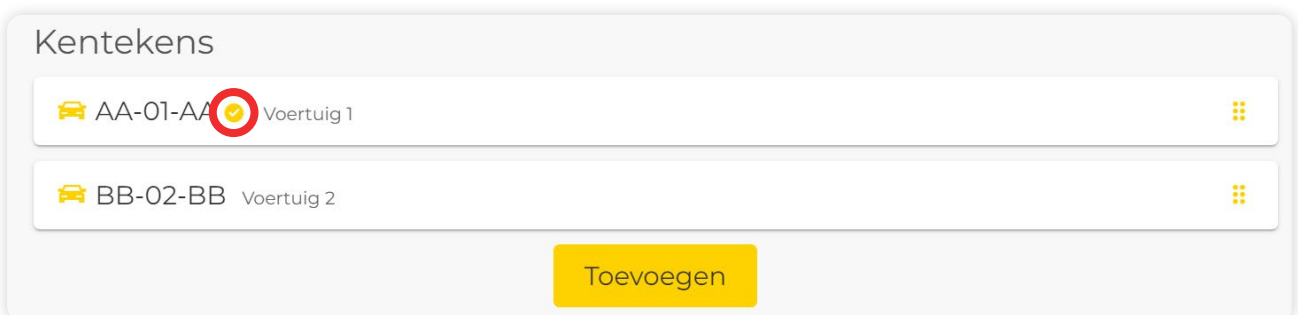 Kentekens
AA-01-AA Voertuig 1
BB-02-BB Voertuig 2
Toevoegen